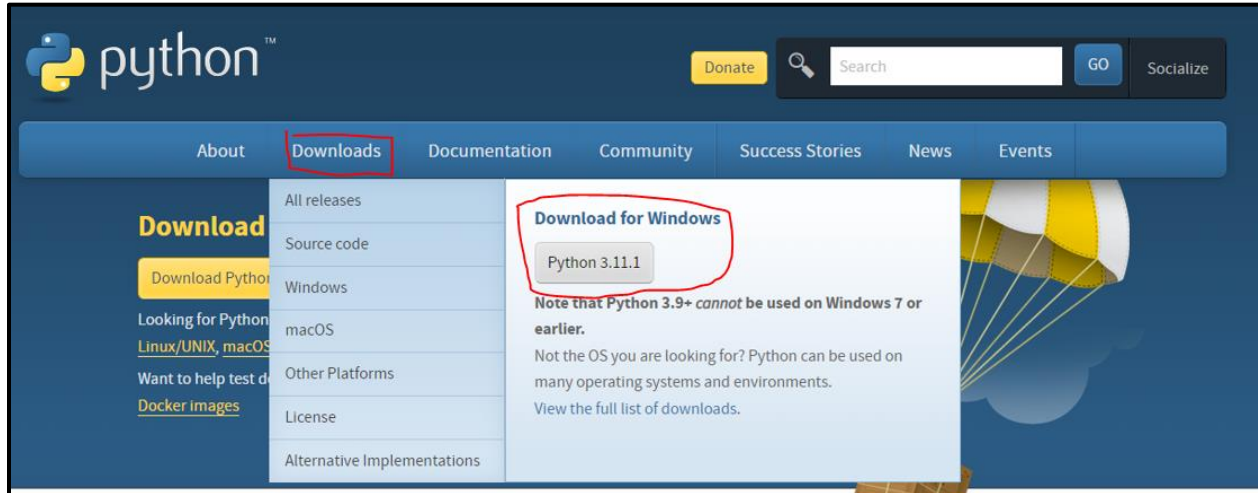 python™
Donate
Search
GO
Socialize
About Downloads Documentation Community Success Stories News Events
All releases
Source code
Windows
macOS
Other Platforms
License
Alternative Implementations
Download for Windows
Python 3.11.1
Note that Python 3.9+ cannot be used on Windows 7 or
earlier.
Not the OS you are looking for? Python can be used on
many operating systems and environments.
View the full list of downloads.
Download
Download
Looking for Python
Linux/UNIX, macOS
Want to help test
Docker images